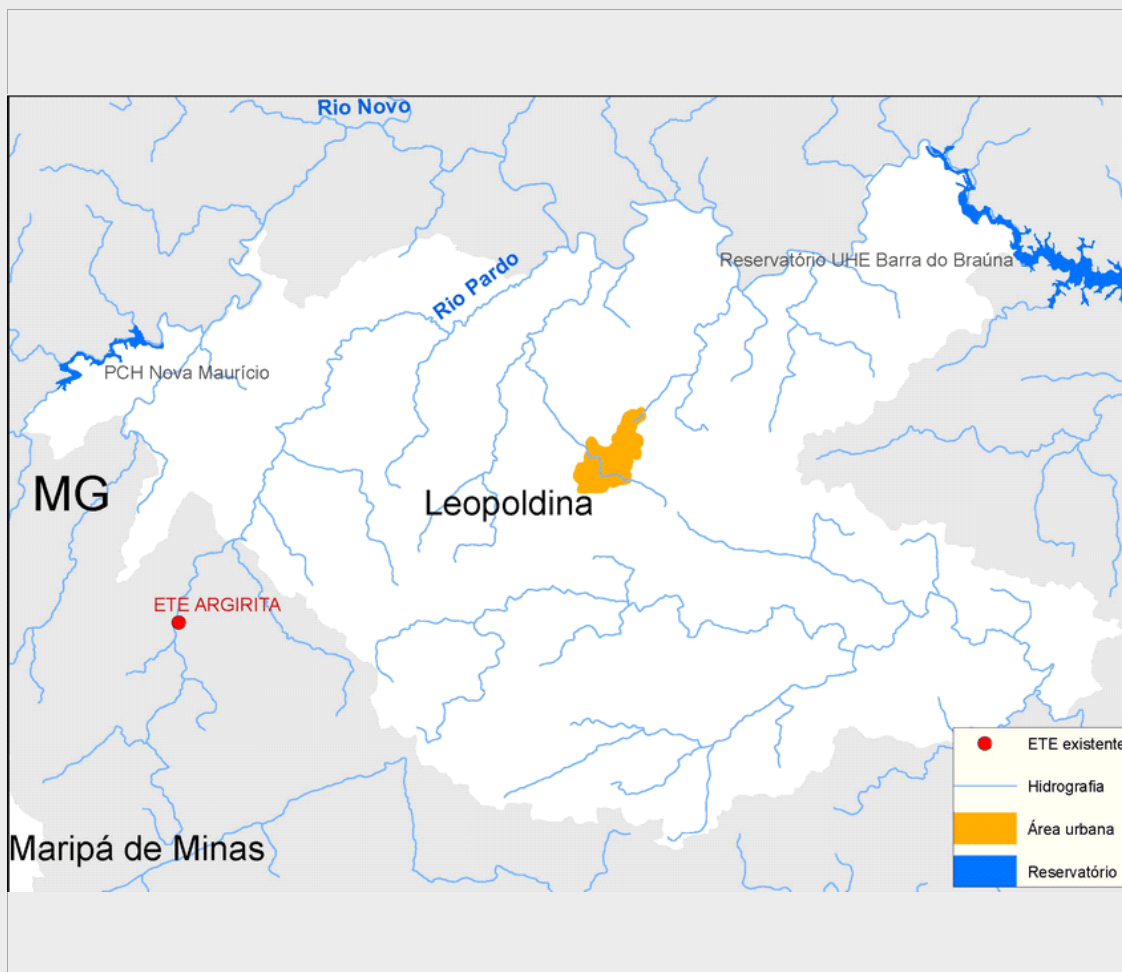 Rio Novo
Rio Pardo
Reservatório UHE Barra do Braúna
PCH Nova Maurício
MG
Leopoldina
ETE ARGIRITA
Maripá de Minas
ETE existente
Hidrografia
Área urbana
Reservatório